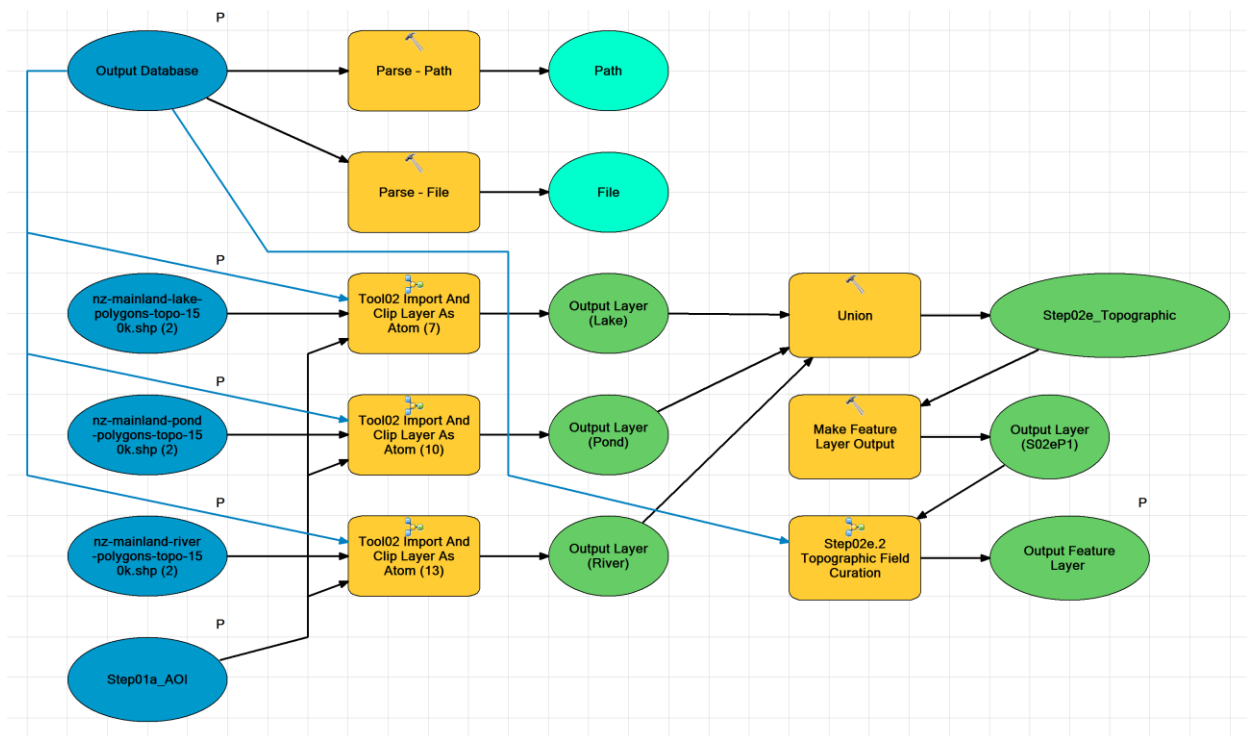 P
Output Database
Parse - Path
Path
Parse - File
File
P
nz-mainland-lake-
polygons-topo-15
0k.shp (2)
Tool02 Import And
Clip Layer As
Atom (7)
Output Layer
(Lake)
Union
Step02e_Topographic
P
nz-mainland-pond
-polygons-topo-15
0k.shp (2)
Tool02 Import And
Clip Layer As
Atom (10)
Output Layer
(Pond)
Make Feature
Layer Output
Output Layer
(S02eP1)
P
P
nz-mainland-river
-polygons-topo-15
0k.shp (2)
Tool02 Import And
Clip Layer As
Atom (13)
Output Layer
(River)
Step02e.2
Topographic Field
Curation
Output Feature
Layer
P
Step01a_AOI